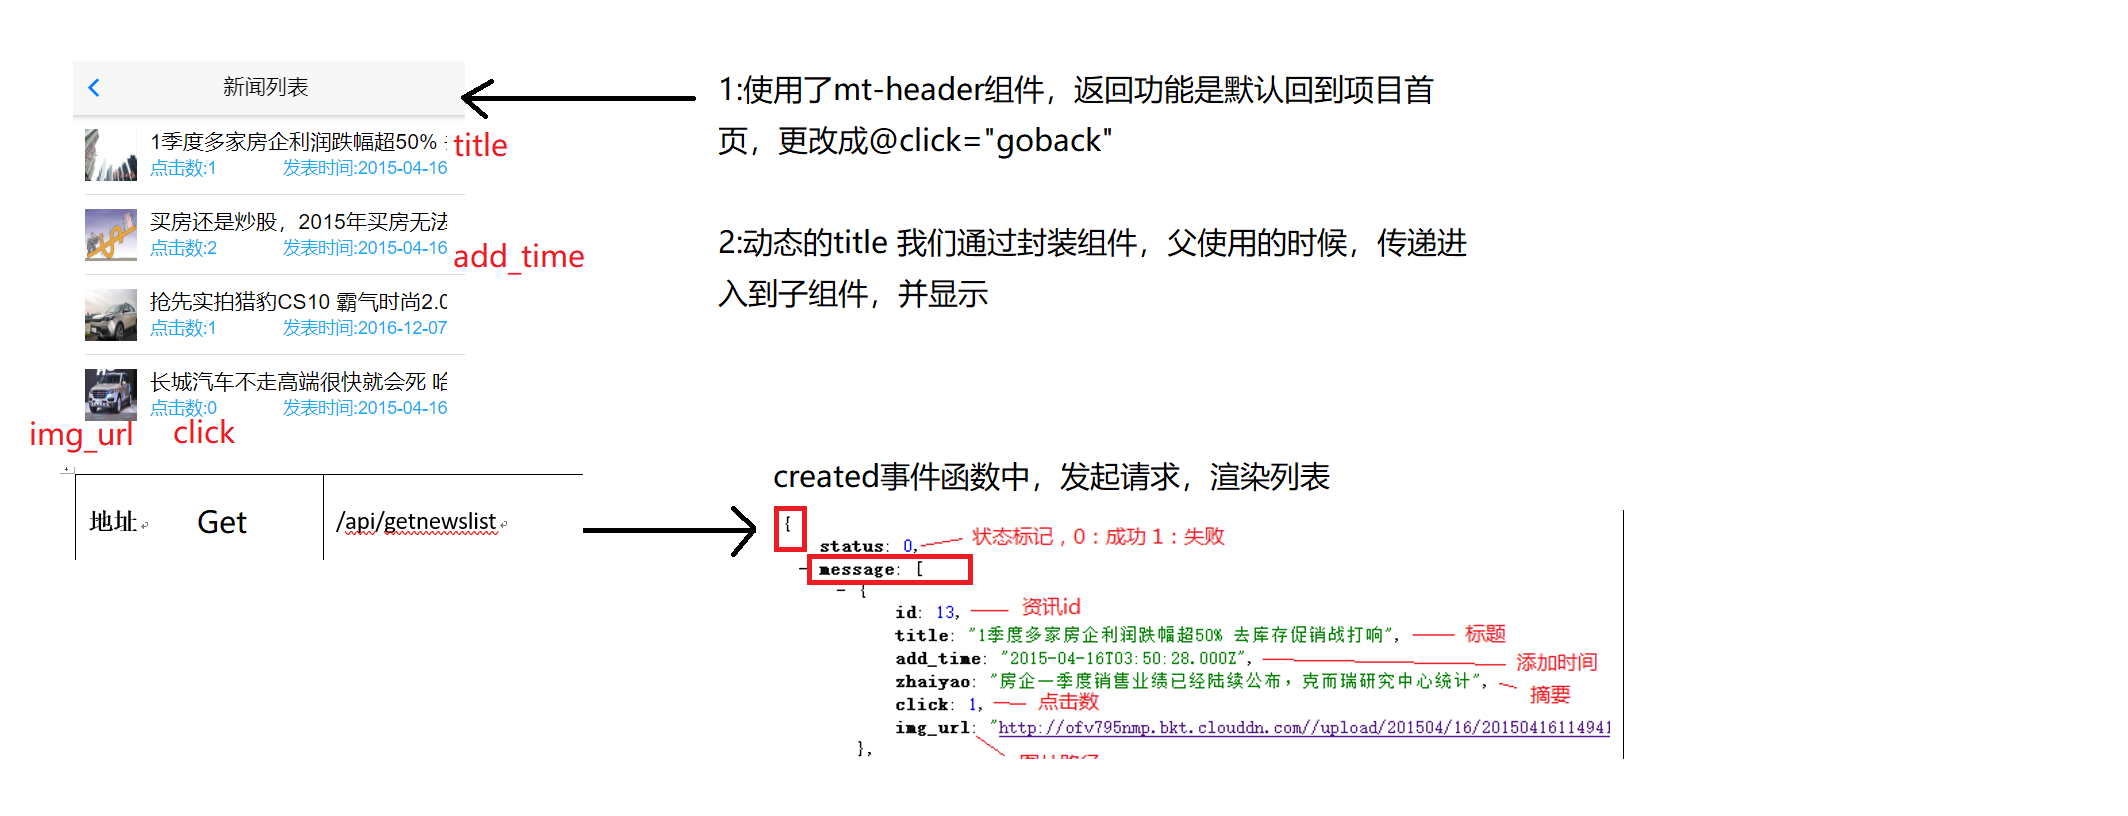 新闻列表
1季度多家房企利润跌幅超50%
title
点击数:1 发表时间:2015-04-16
买房还是炒股，2015年买房无法
点击数:2 发表时间:2015-04-16
add_time
抢先实拍猎豹CS10 霸气时尚2.0
点击数:1 发表时间:2016-12-07
长城汽车不走高端很快就会死 哈
点击数:0 发表时间:2015-04-16
img_url click
1:使用了mt-header组件，返回功能是默认回到项目首
页，更改成@click="goback"
2:动态的title 我们通过封装组件，父使用的时候，传递进
入到子组件，并显示
地址 Get /api/getnewslist
created事件函数中，发起请求，渲染列表
{
status: 0, 状态标记，0：成功 1：失败
- message: [
- {
id: 13, 资讯id
title: "1季度多家房企利润跌幅超50% 去库存促销战打响", 标题
add_time: "2015-04-16T03:50:28.000Z", 添加时间
zhaiyao: "房企一季度销售业绩已经陆续公布，克而瑞研究中心统计", 摘要
click: 1, 点击数
img_url: "http://ofv795nmp.bkt.clouddn.com//upload/201504/16/20150416114941
},